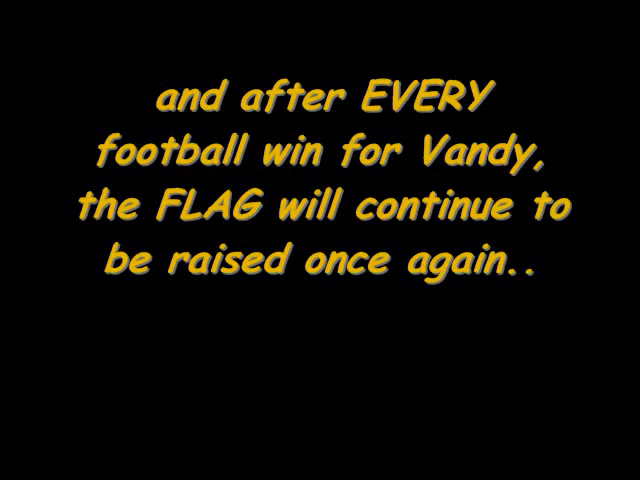 and after EVERY
football win for Vandy,
the FLAG will continue to
be raised once again..